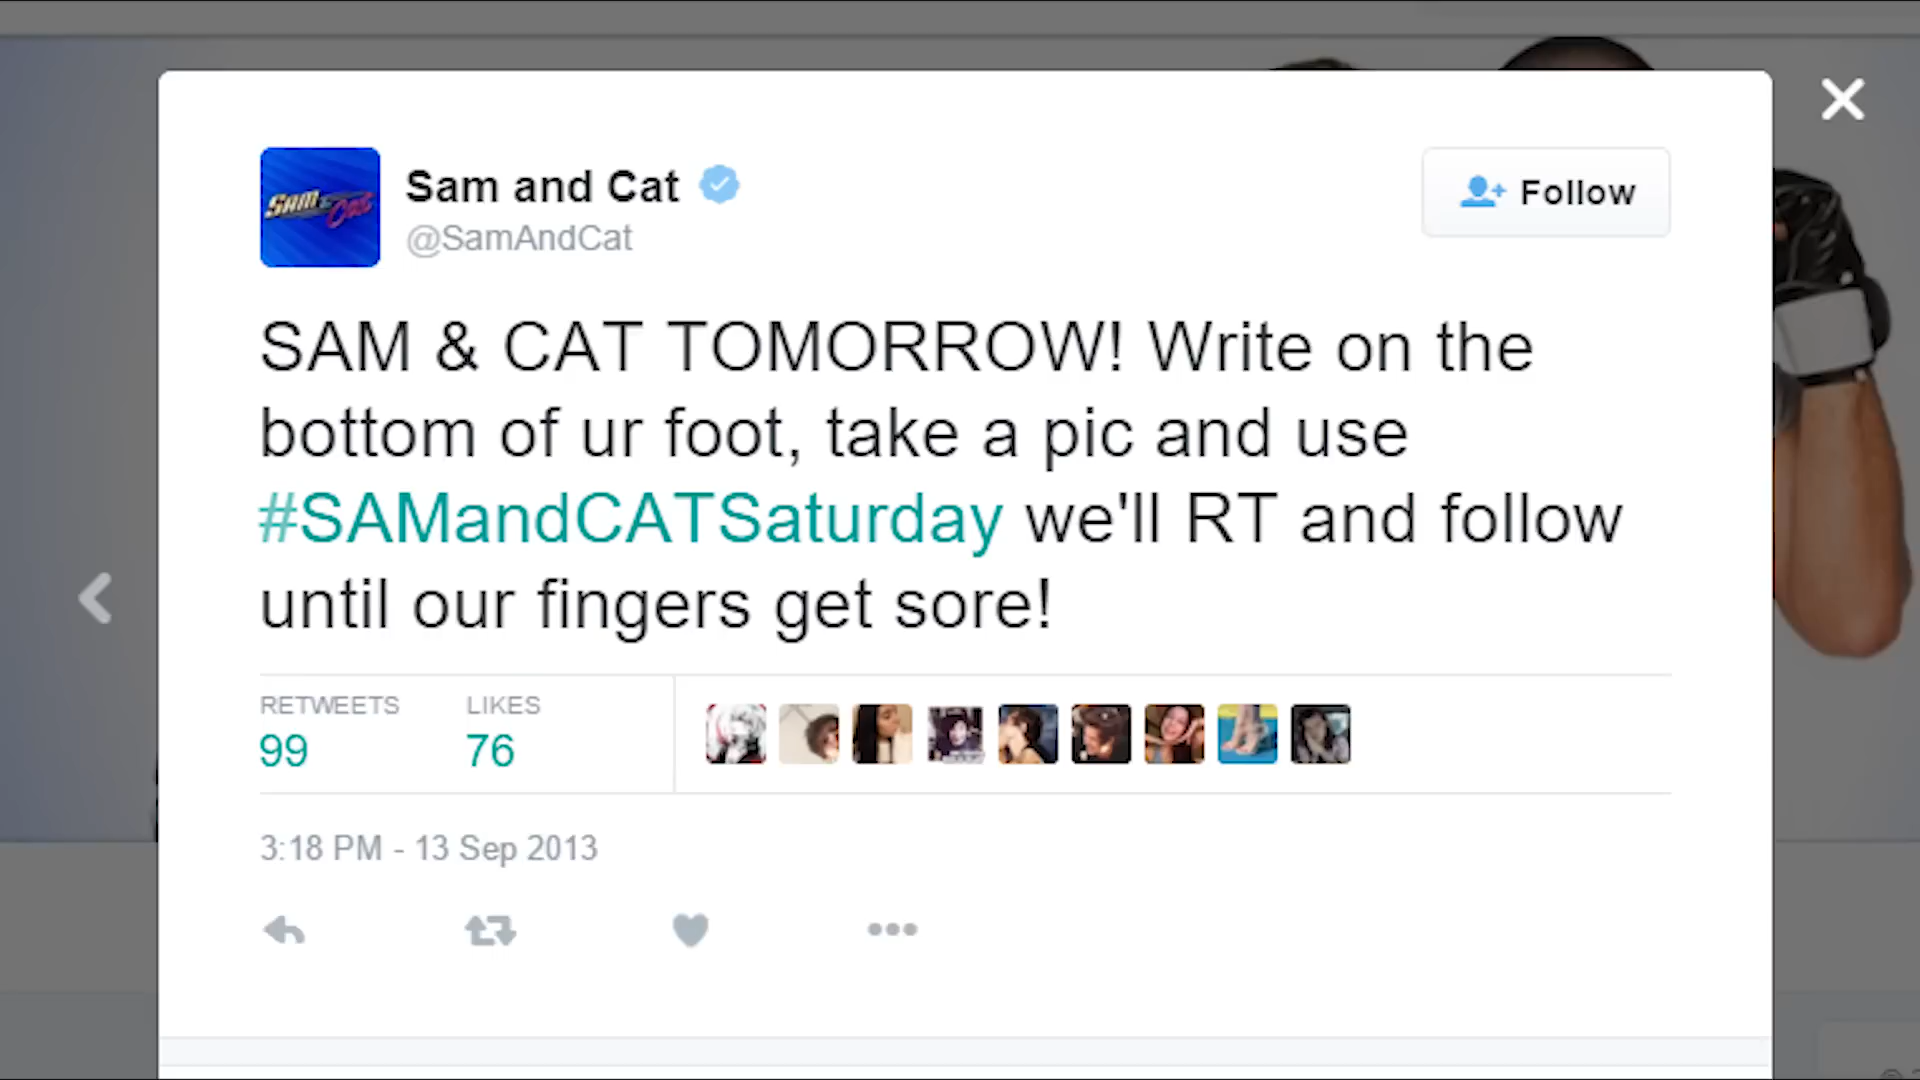 SAM & CAT
Sam and Cat
@SamAndCat
Follow
SAM & CAT TOMORROW! Write on the
bottom of ur foot, take a pic and use
#SAMandCATSaturday we'll RT and follow
until our fingers get sore!
RETWEETS LIKES
99 76
3:18 PM - 13 Sep 2013